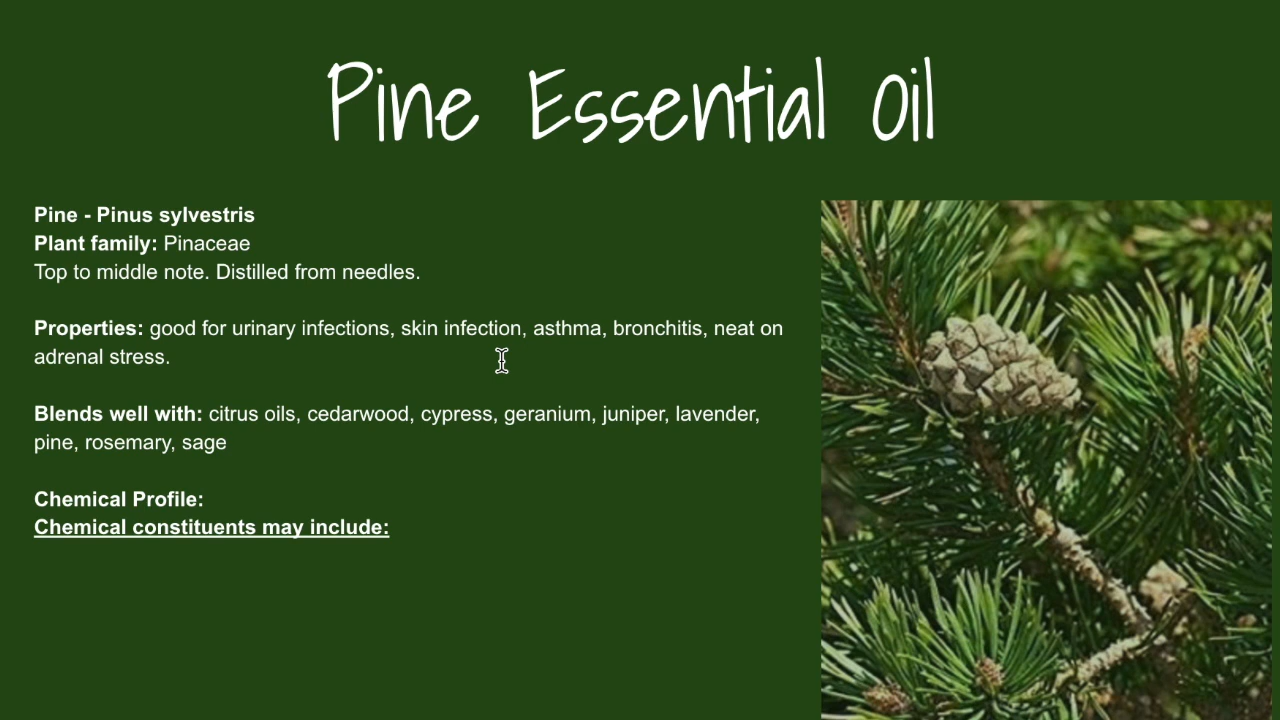 Pine Essential Oil
Pine - Pinus sylvestris
Plant family: Pinaceae
Top to middle note. Distilled from needles.
Properties: good for urinary infections, skin infection, asthma, bronchitis, neat on
adrenal stress.
Blends well with: citrus oils, cedarwood, cypress, geranium, juniper, lavender,
pine, rosemary, sage
Chemical Profile:
Chemical constituents may include: